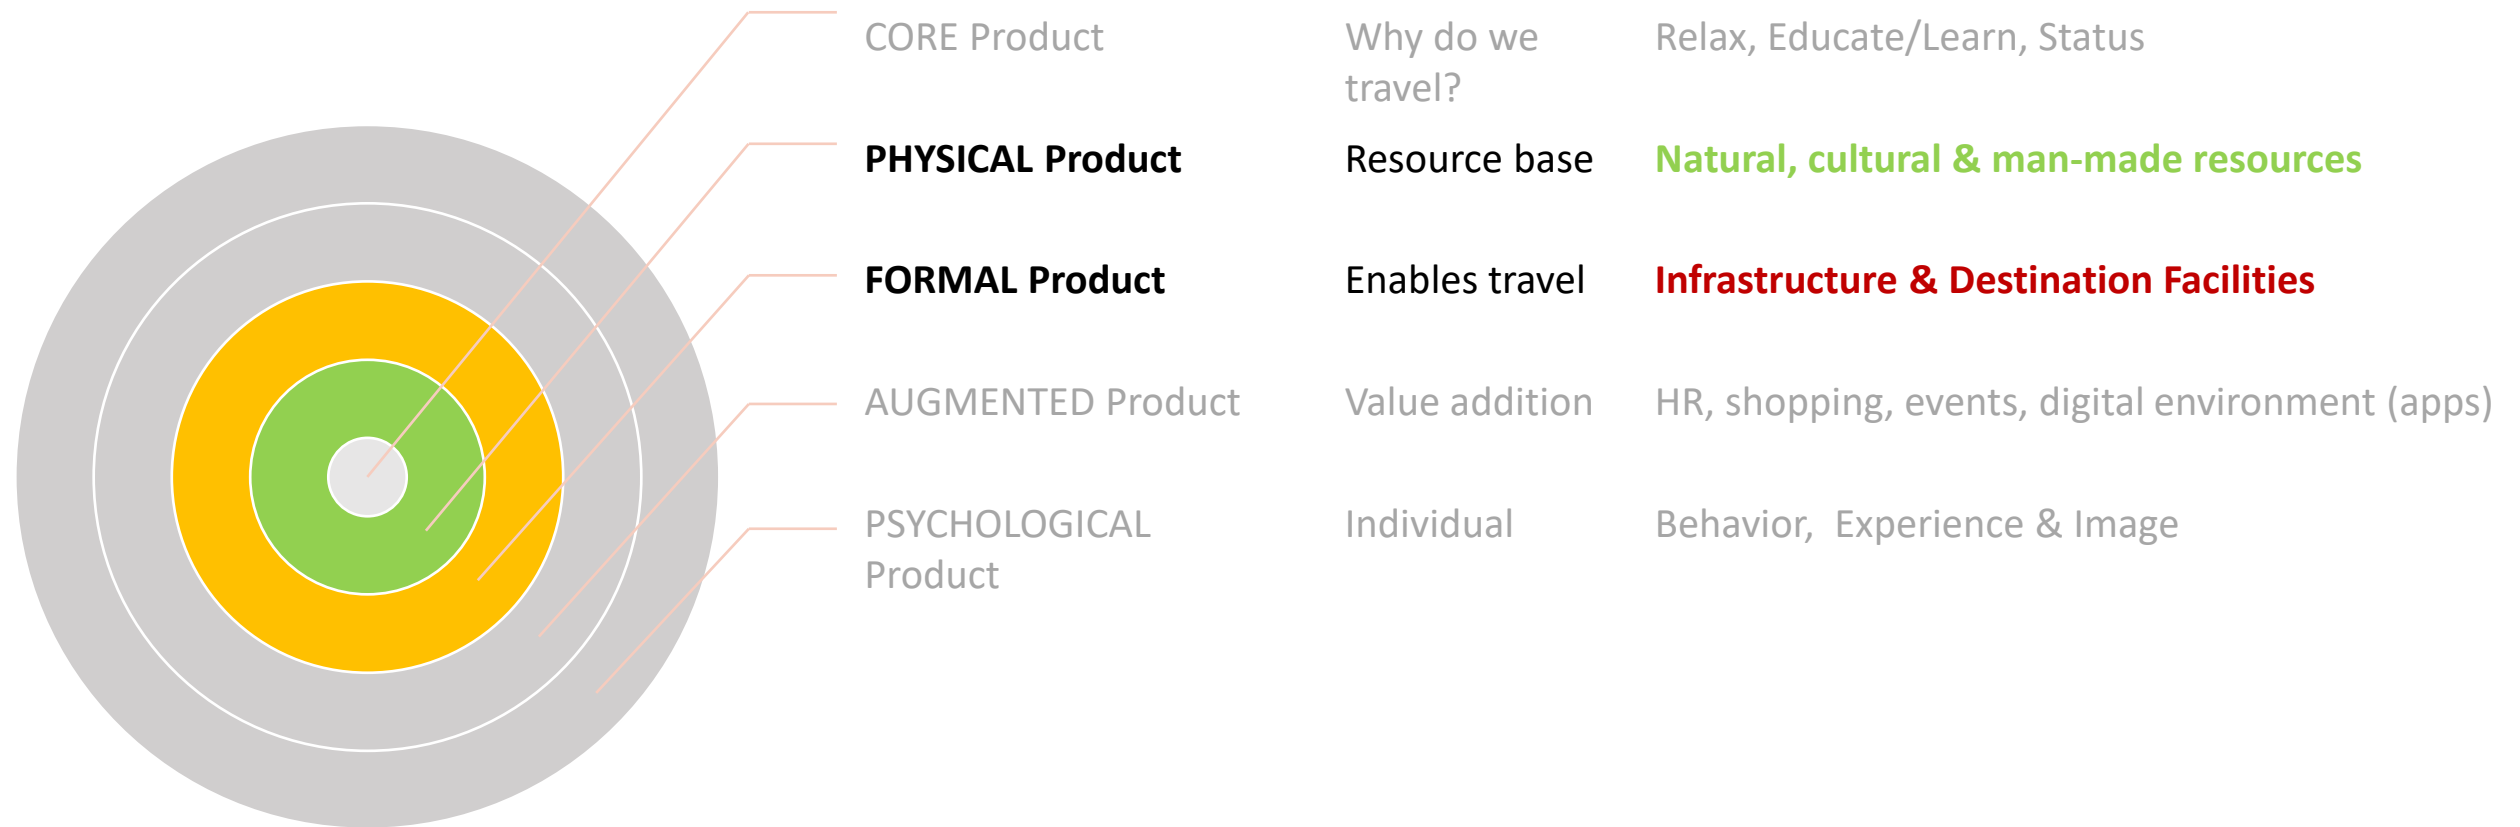 CORE Product Why do we Relax, Educate/Learn, Status
travel?
PHYSICAL Product Resource base Natural, cultural & man-made resources
FORMAL Product Enables travel Infrastructure & Destination Facilities
AUGMENTED Product Value addition HR, shopping, events, digital environment (apps)
PSYCHOLOGICAL Individual Behavior,  Experience & Image
Product